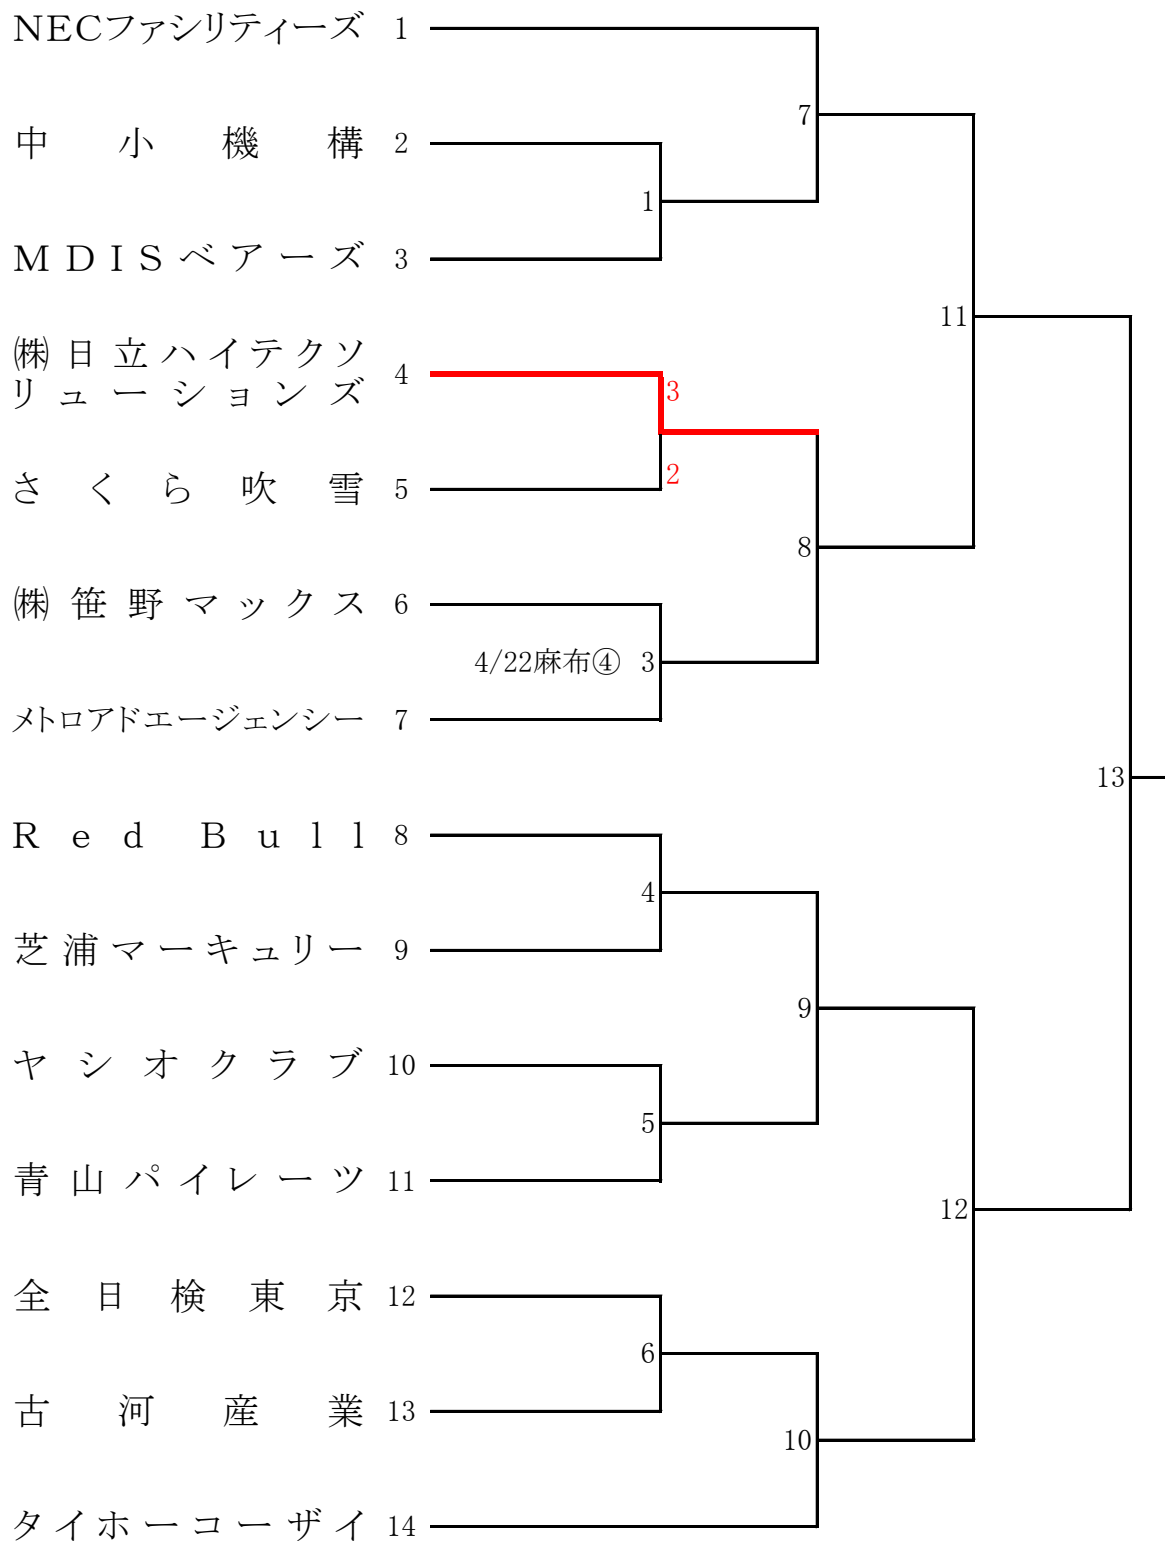 NECファシリティーズ 1
7
中小機構 2
1
MDISベアーズ 3
11
㈱日立ハイテクソ
リューションズ 4
3
さくら吹雪 5
2
8
㈱笹野マックス 6
4/22麻布④ 3
メトロアドエージェンシー 7
13
Red Bull 8
4
芝浦マーキュリー 9
9
ヤシオクラブ 10
5
青山パイレーツ 11
12
全日検東京 12
6
古河産業 13
10
タイホーコーザイ 14